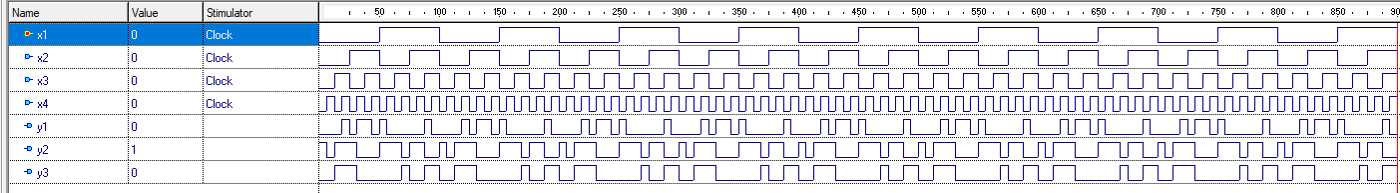 Name Value Stimulator 50 100 150 200 250 300 350 400 450 500 550 600 650 700 750 800 850 90
x1 0 Clock
x2 0 Clock
x3 0 Clock
x4 0 Clock
y1 0
y2 1
y3 0